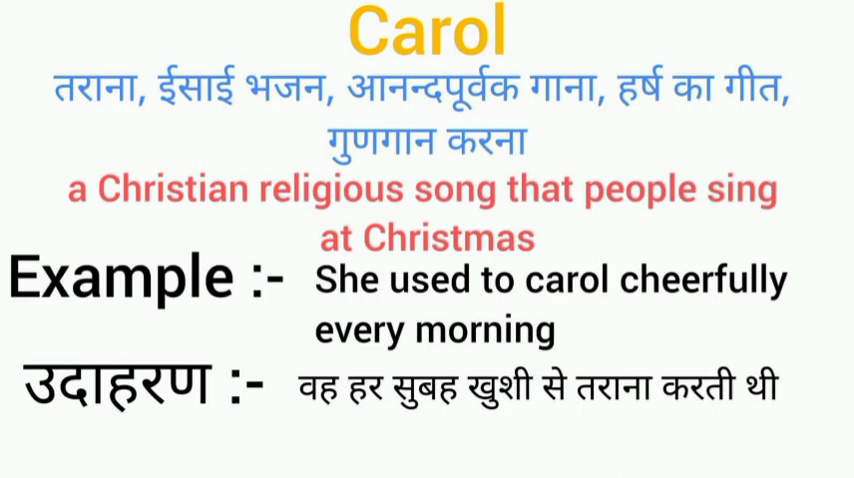 Carol
तराना, ईसाई भजन, आनन्दपूर्वक गाना, हर्ष का गीत,
गुणगान करना
a Christian religious song that people sing
at Christmas
Example :- She used to carol cheerfully
every morning
उदाहरण :- वह हर सुबह खुशी से तराना करती थी